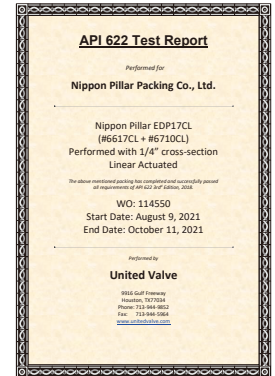 API 622 Test Report
Performed for
Nippon Pillar Packing Co., Ltd.
Nippon Pillar EDP17CL
(#6617CL + #6710CL)
Performed with 1/4" cross-section
Linear Actuated
The above mentioned packing has completed and successfully passed
all requirements of API 622 3rdf Edition, 2018.
WO: 114550
Start Date: August 9, 2021
End Date: October 11, 2021
Performed by
United Valve
9916 Gulf Freeway
Houston, TX77034
Phone: 713-944-9852
Fax: 713-944-5964
www.unitedvalve.com